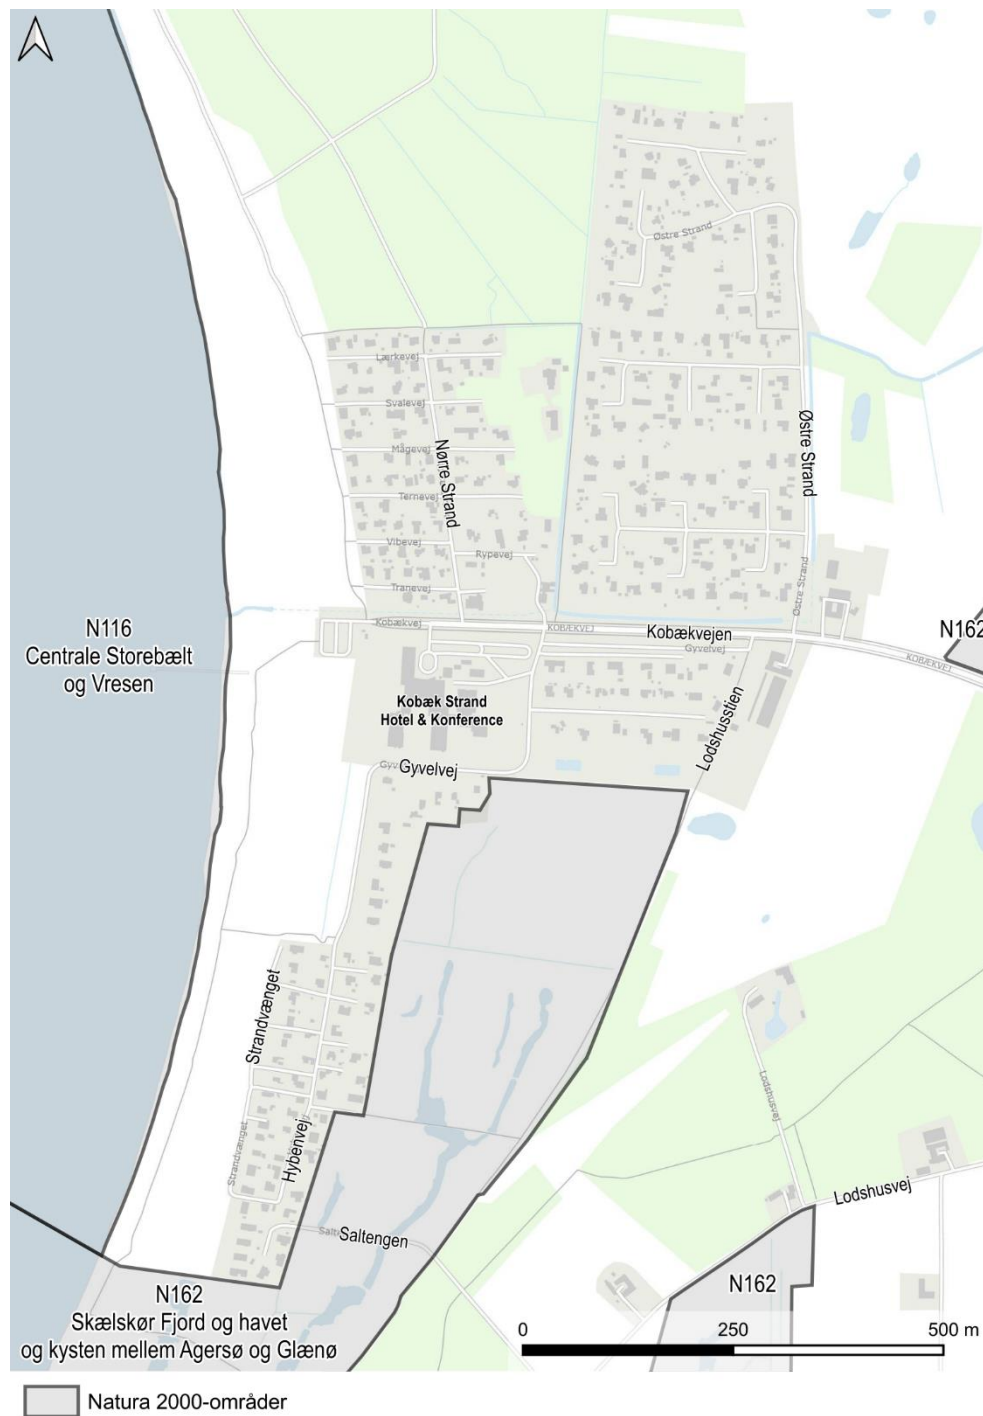 Østre Strand
Lærkevej
Svalevej
Mågevej
Nørre Strand
Østre Strand
Ternevej
Vibevej
Rypevej
Tranevej
Østre Strand
Kobækvej
KOBÆKVEJ
Kobækvejen
N162
N116
Centrale Storebælt
og Vresen
Gyvelvej
KOBÆKVEJ
Kobæk Strand
Hotel & Konference
Lodshusstien
Gyvelvej
Strandvænget
Lodshusvej
Strandvænget
Hybenvej
Lodshusvej
Saltengen
N162
Skælskør Fjord og havet
og kysten mellem Agersø og Glænø
N162
0 250 500 m
Natura 2000-områder